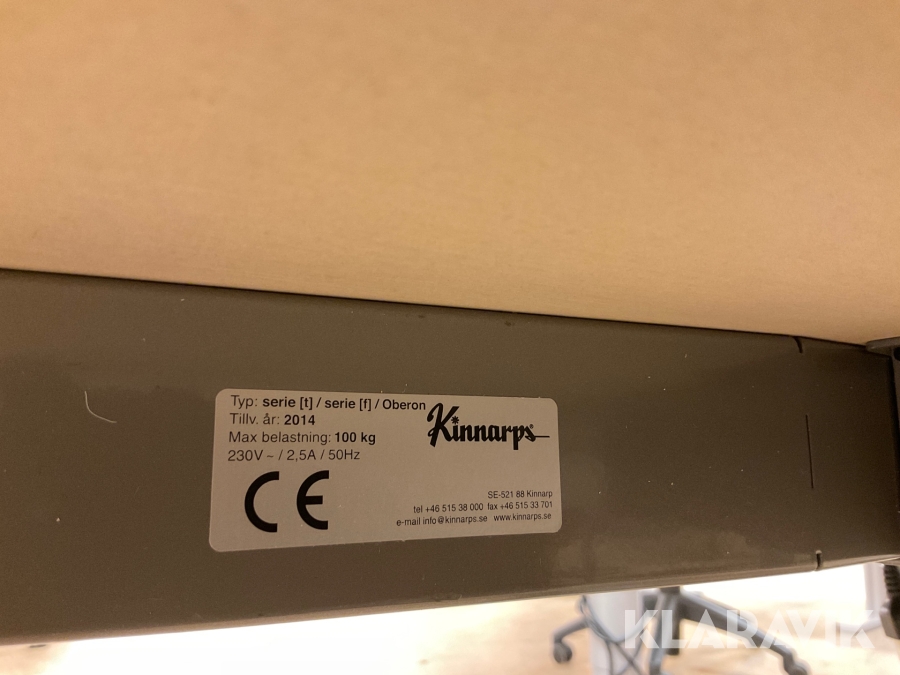 Typ: serie [t] / serie [f] / Oberon
Tillv. år: 2014
Max belastning: 100 kg
230V ~ / 2,5A / 50Hz
Kinnarps
CE
SE-521 88 Kinnarp
tel +46 515 38 000 fax +46 515 33 701
e-mail info@kinnarps.se www.kinnarps.se
KLARAVIK